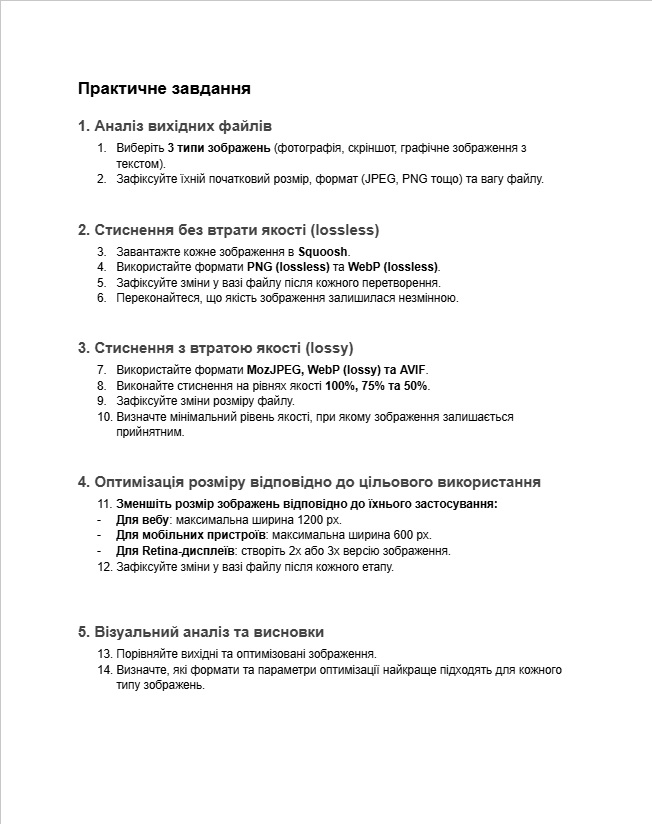 Практичне завдання
1. Аналіз вихідних файлів
1. Виберіть 3 типи зображень (фотографія, скріншот, графічне зображення з
текстом).
2. Зафіксуйте їхній початковий розмір, формат (JPEG, PNG тощо) та вагу файлу.
2. Стиснення без втрати якості (lossless)
3. Завантажте кожне зображення в Squoosh.
4. Використайте формати PNG (lossless) та WebP (lossless).
5. Зафіксуйте зміни у вазі файлу після кожного перетворення.
6. Переконайтеся, що якість зображення залишилася незмінною.
3. Стиснення з втратою якості (lossy)
7. Використайте формати MozJPEG, WebP (lossy) та AVIF.
8. Виконайте стиснення на рівнях якості 100%, 75% та 50%.
9. Зафіксуйте зміни розміру файлу.
10. Визначте мінімальний рівень якості, при якому зображення залишається
прийнятним.
4. Оптимізація розміру відповідно до цільового використання
11. Зменшіть розмір зображень відповідно до їхнього застосування:
- Для вебу: максимальна ширина 1200 px.
- Для мобільних пристроїв: максимальна ширина 600 px.
- Для Retina-дисплеїв: створіть 2x або 3x версію зображення.
12. Зафіксуйте зміни у вазі файлу після кожного етапу.
5. Візуальний аналіз та висновки
13. Порівняйте вихідні та оптимізовані зображення.
14. Визначте, які формати та параметри оптимізації найкраще підходять для кожного
типу зображень.